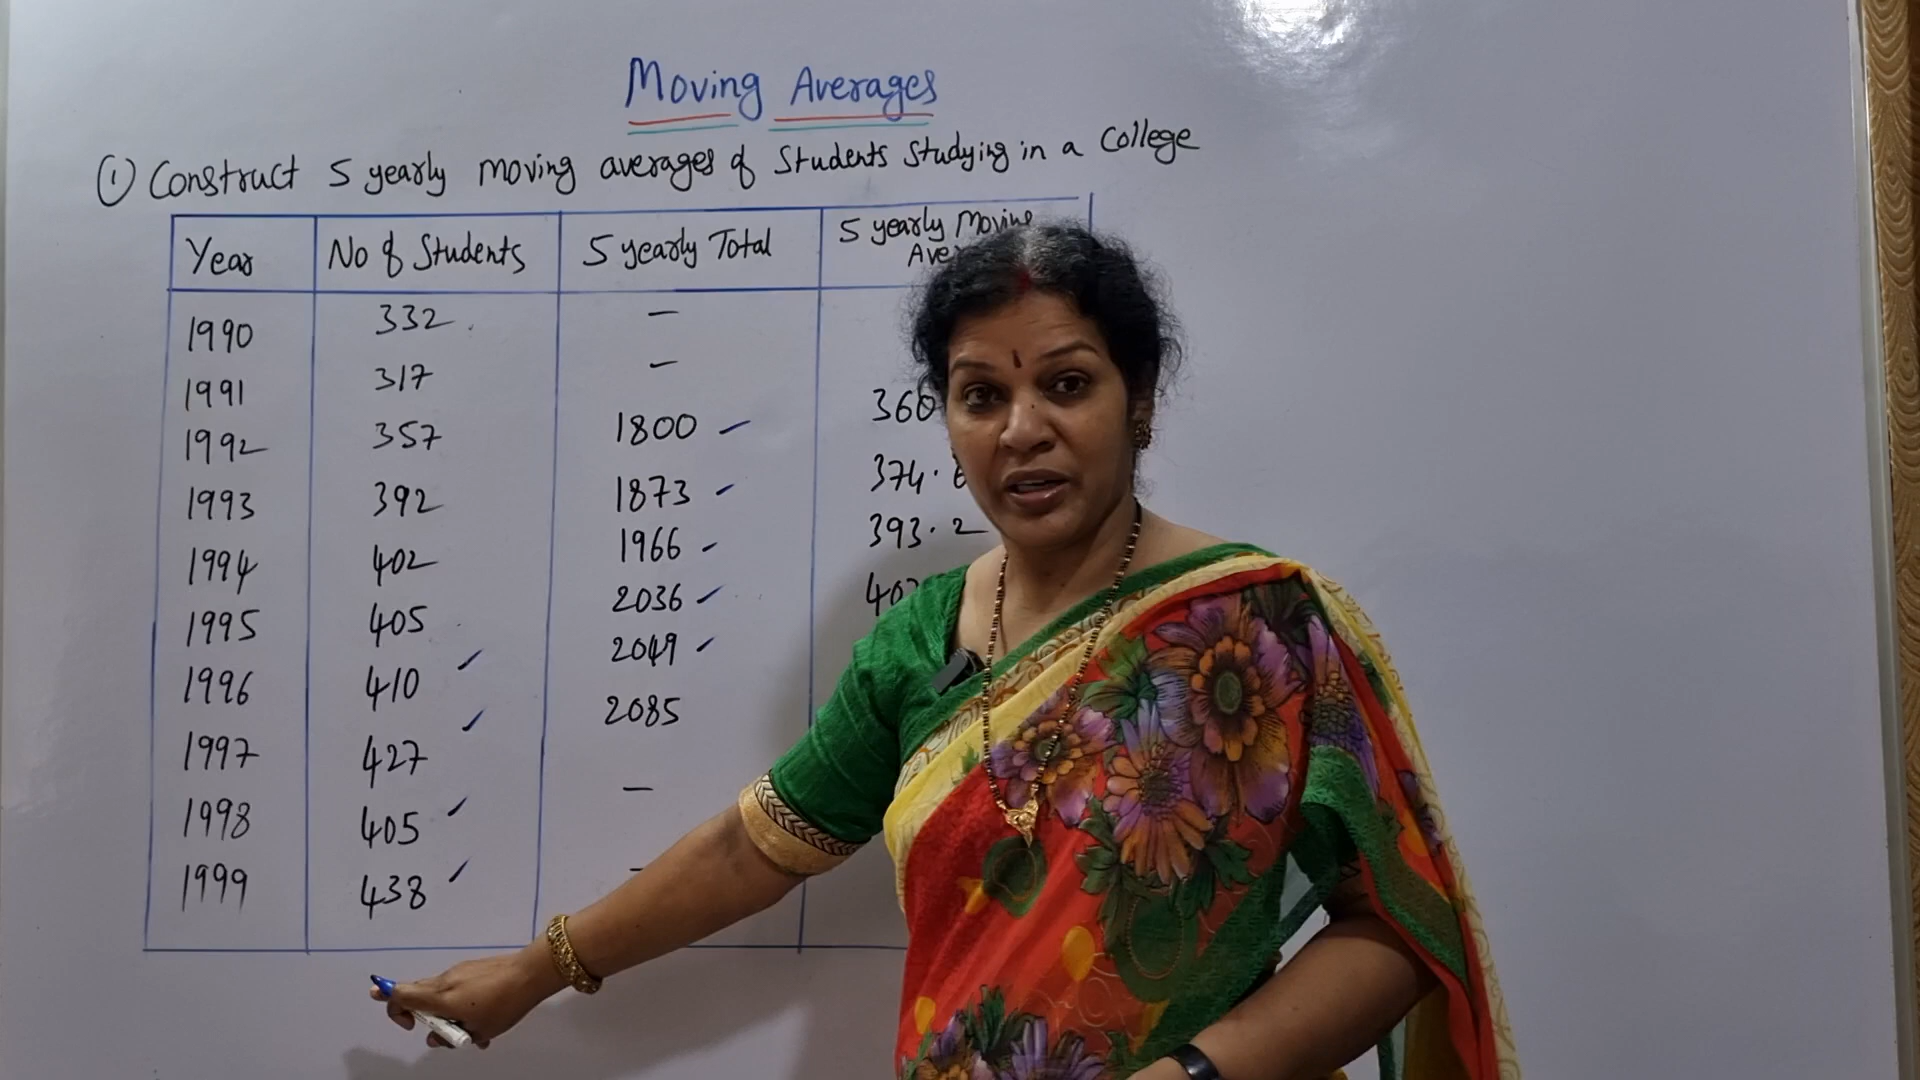 Moving Averages
① Construct 5 yearly moving averages of Students Studying in a College
Year No of Students 5 yearly Total 5 yearly Moving
1990 332 –
1991 317 –
1992 357 1800 360
1993 392 1873 374.
1994 402 1966 393.2
1995 405 2036
1996 410 2049
1997 427 2085
1998 405 –
1999 438 –